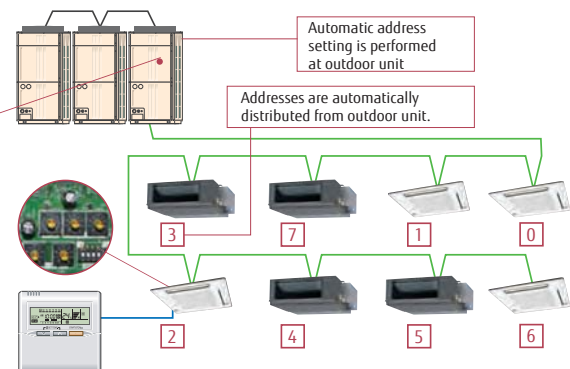 Automatic address
setting is performed
at outdoor unit
Addresses are automatically
distributed from outdoor unit.
3 7 1 0
2 4 5 6